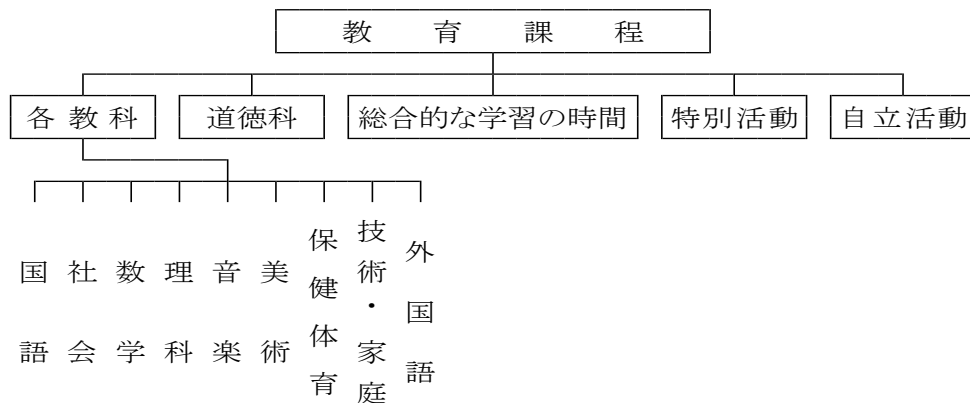 教育課程
各教科
道徳科
総合的な学習の時間
特別活動
自立活動
国語
社会
数学
理科
音楽
美術
保健体育
技術・家庭
外国語